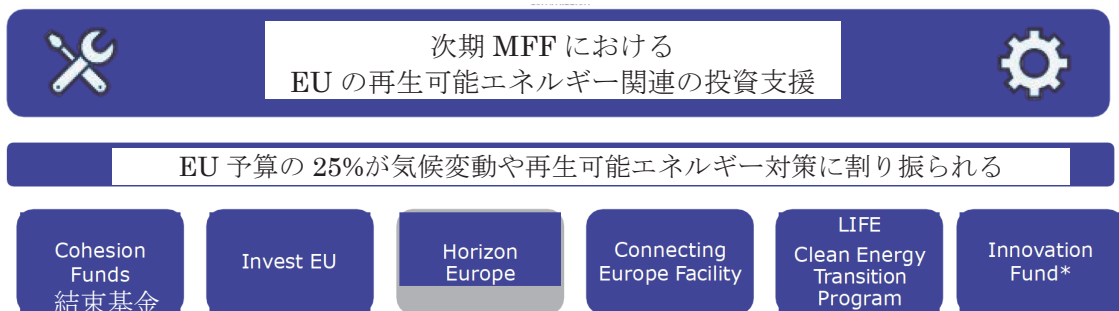 次期 MFF における
EU の再生可能エネルギー関連の投資支援
EU 予算の 25%が気候変動や再生可能エネルギー対策に割り振られる
Cohesion
Funds
結束基金
Invest EU
Horizon
Europe
Connecting
Europe Facility
LIFE
Clean Energy
Transition
Program
Innovation
Fund*